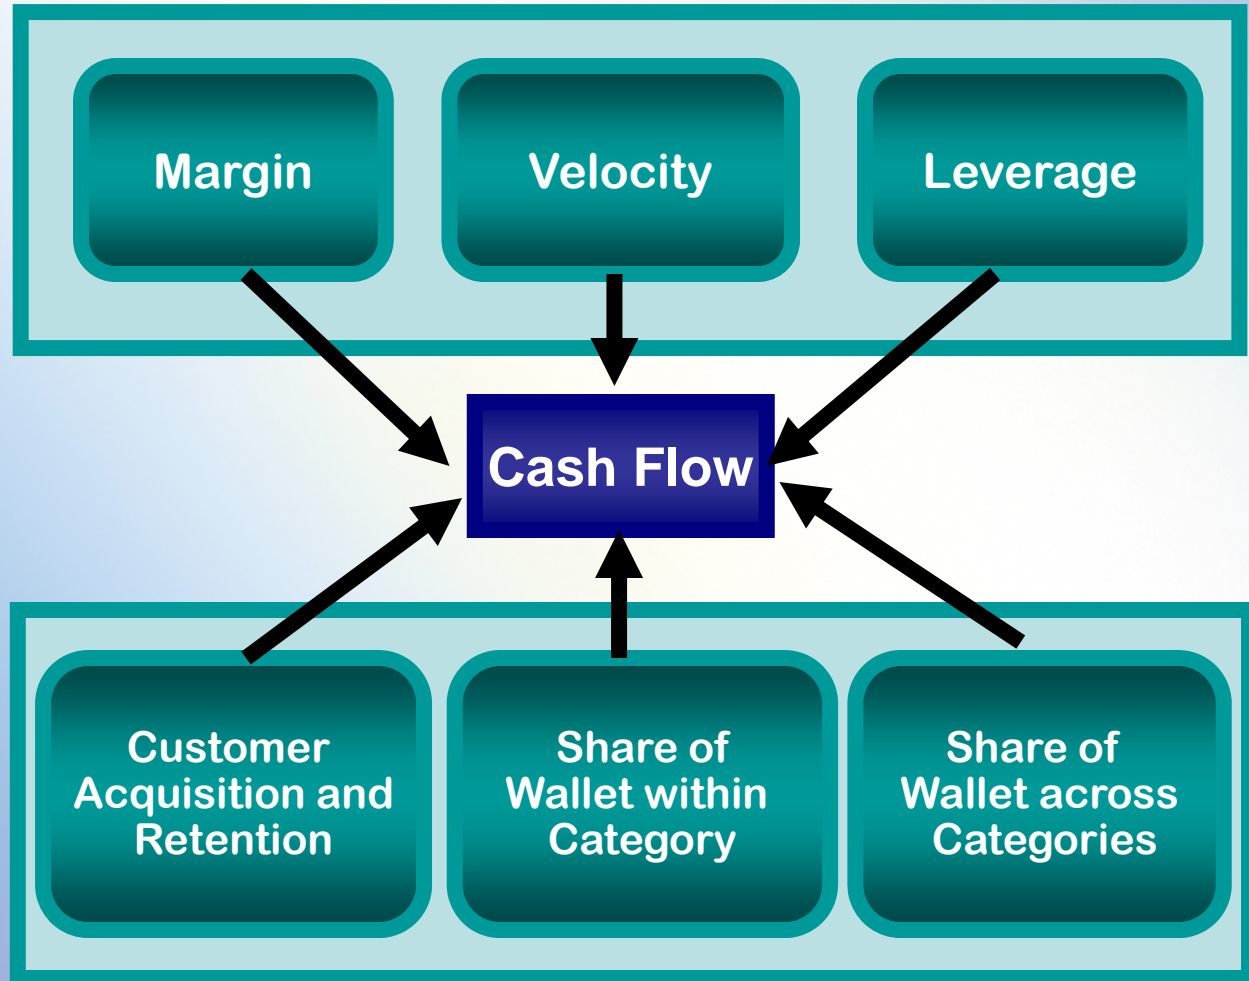 Margin
Velocity
Leverage
Cash Flow
Customer
Acquisition and
Retention
Share of
Wallet within
Category
Share of
Wallet across
Categories